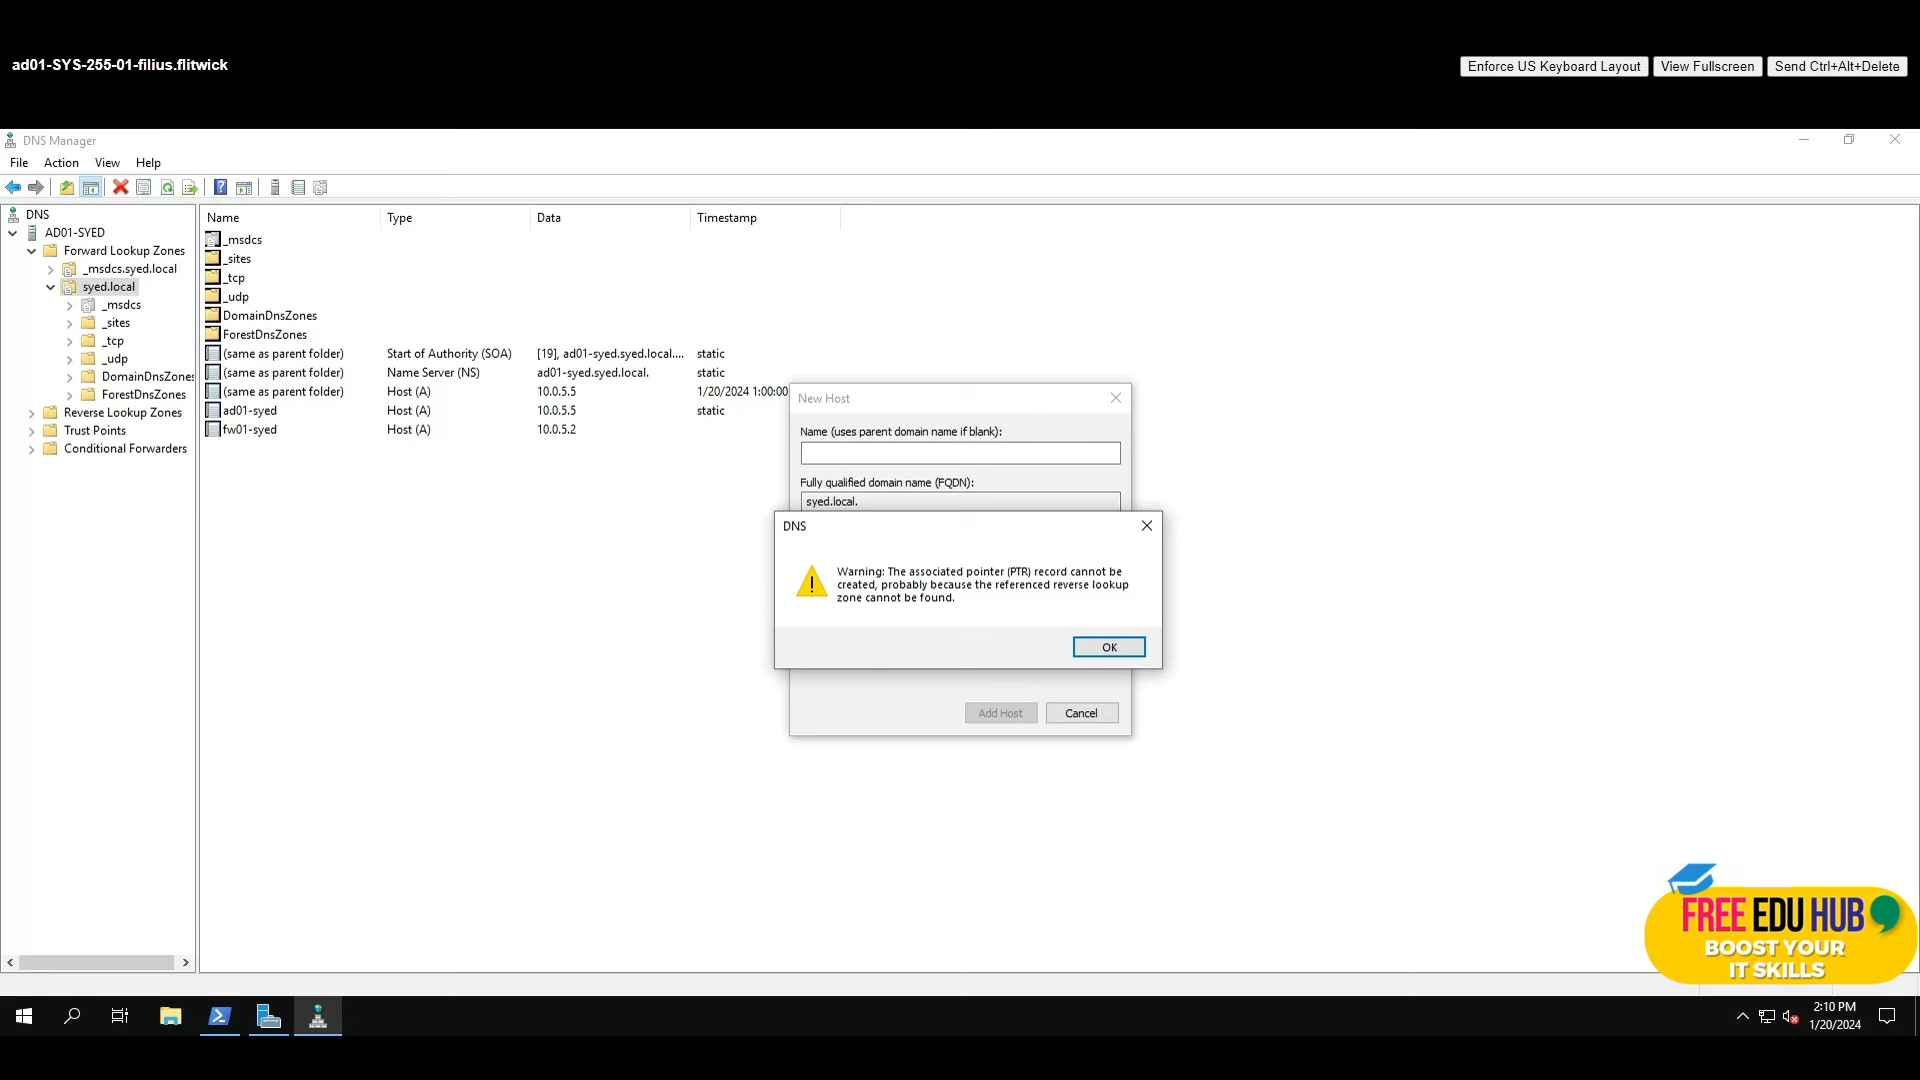 ad01-SYS-255-01-filius.flitwick
Enforce US Keyboard Layout
View Fullscreen
Send Ctrl+Alt+Delete
DNS Manager
File Action View Help
DNS
AD01-SYED
Forward Lookup Zones
_msdcs.syed.local
syed.local
_msdcs
_sites
_tcp
_udp
DomainDnsZones
ForestDnsZones
Reverse Lookup Zones
Trust Points
Conditional Forwarders
Name Type Data Timestamp
_msdcs
_sites
_tcp
_udp
DomainDnsZones
ForestDnsZones
(same as parent folder) Start of Authority (SOA) [19], ad01-syed.syed.local.... static
(same as parent folder) Name Server (NS) ad01-syed.syed.local. static
(same as parent folder) Host (A) 10.0.5.5 1/20/2024 1:00:00
ad01-syed Host (A) 10.0.5.5 static
fw01-syed Host (A) 10.0.5.2
New Host
Name (uses parent domain name if blank):
Fully qualified domain name (FQDN):
syed.local.
DNS
Warning: The associated pointer (PTR) record cannot be
created, probably because the referenced reverse lookup
zone cannot be found.
OK
Add Host
Cancel
FREE EDU HUB
BOOST YOUR
IT SKILLS
2:10 PM
1/20/2024